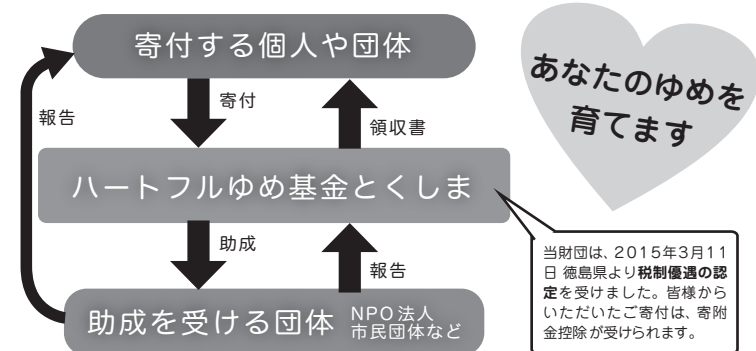 寄付する個人や団体
あなたのゆめを
育てます
報告
寄付
領収書
ハートフルゆめ基金とくしま
助成
報告
当財団は、2015年3月11
日 徳島県より税制優遇の認
定を受けました。皆様から
いただいたご寄付は、寄附
金控除が受けられます。
助成を受ける団体
NPO法人
市民団体など